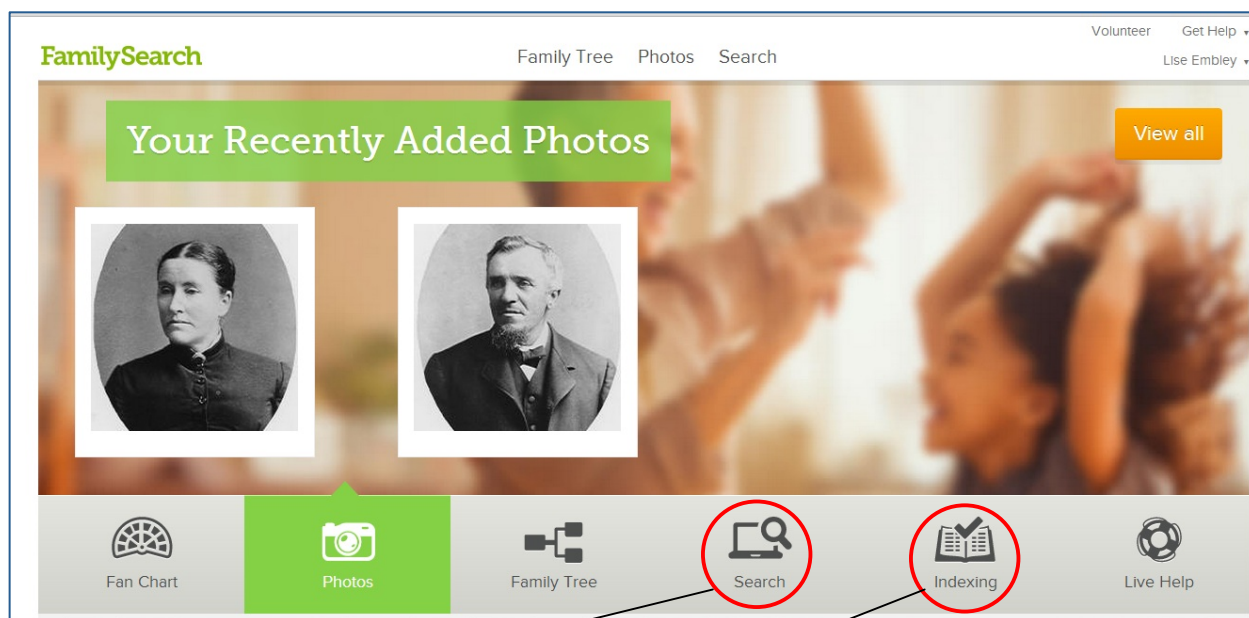 Volunteer Get Help
FamilySearch Family Tree Photos Search Lise Embley
Your Recently Added Photos View all
Fan Chart Photos Family Tree Search Indexing Live Help